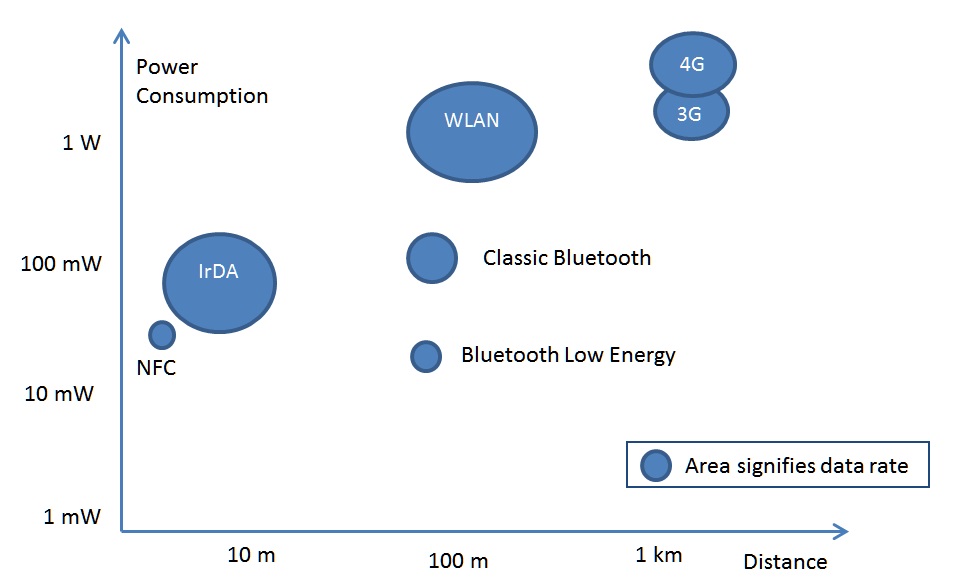 Power
Consumption
4G
3G
WLAN
1 W
Classic Bluetooth
100 mW
IrDA
Bluetooth Low Energy
NFC
10 mW
Area signifies data rate
1 mW
10 m
100 m
1 km
Distance